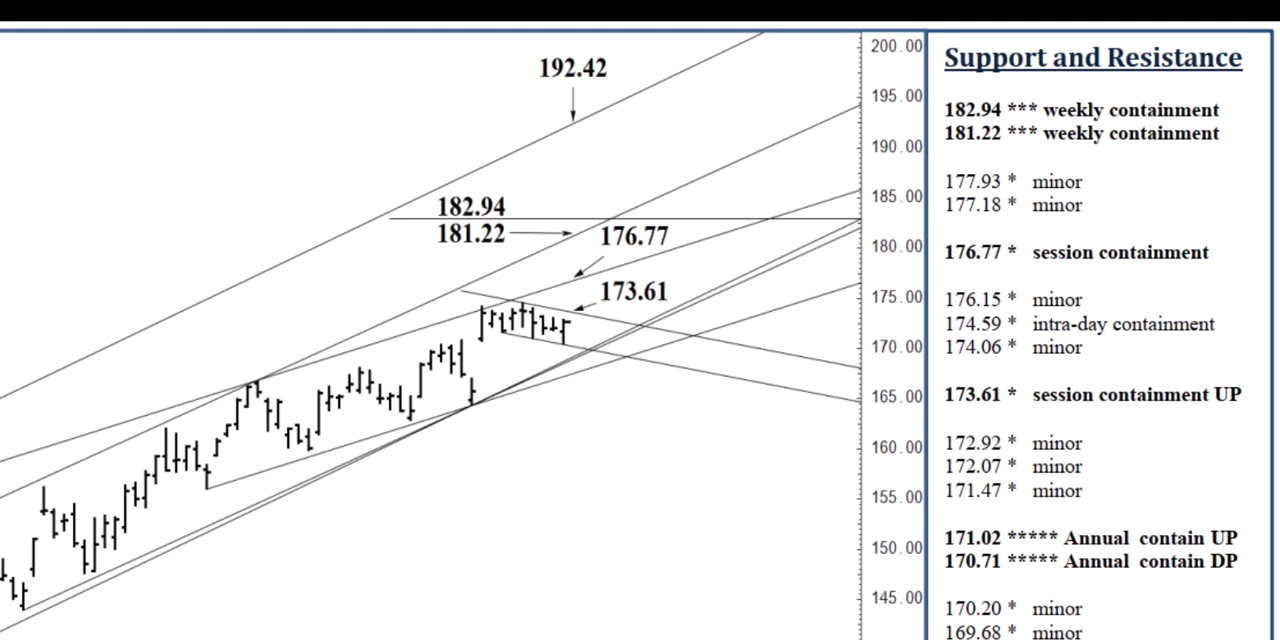 192.42
182.94
181.22
176.77
173.61
200.00
195.00
190.00
185.00
180.00
175.00
170.00
165.00
160.00
155.00
150.00
145.00
Support and Resistance
182.94 *** weekly containment
181.22 *** weekly containment
177.93 * minor
177.18 * minor
176.77 * session containment
176.15 * minor
174.59 * intra-day containment
174.06 * minor
173.61 * session containment UP
172.92 * minor
172.07 * minor
171.47 * minor
171.02 ***** Annual contain UP
170.71 ***** Annual contain DP
170.20 * minor
169.68 * minor